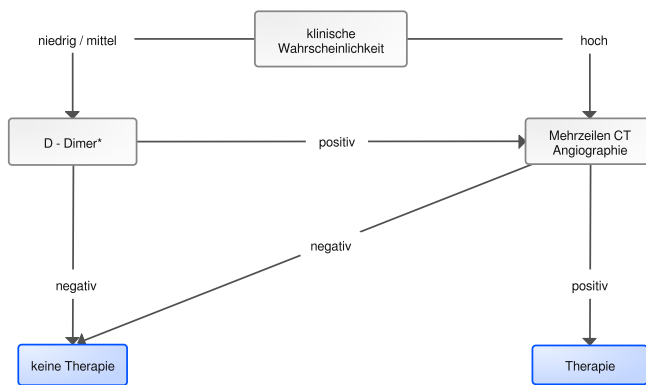 klinische
Wahrscheinlichkeit
niedrig / mittel
hoch
D - Dimer*
positiv
Mehrzeilen CT
Angiographie
negativ
negativ
positiv
keine Therapie
Therapie